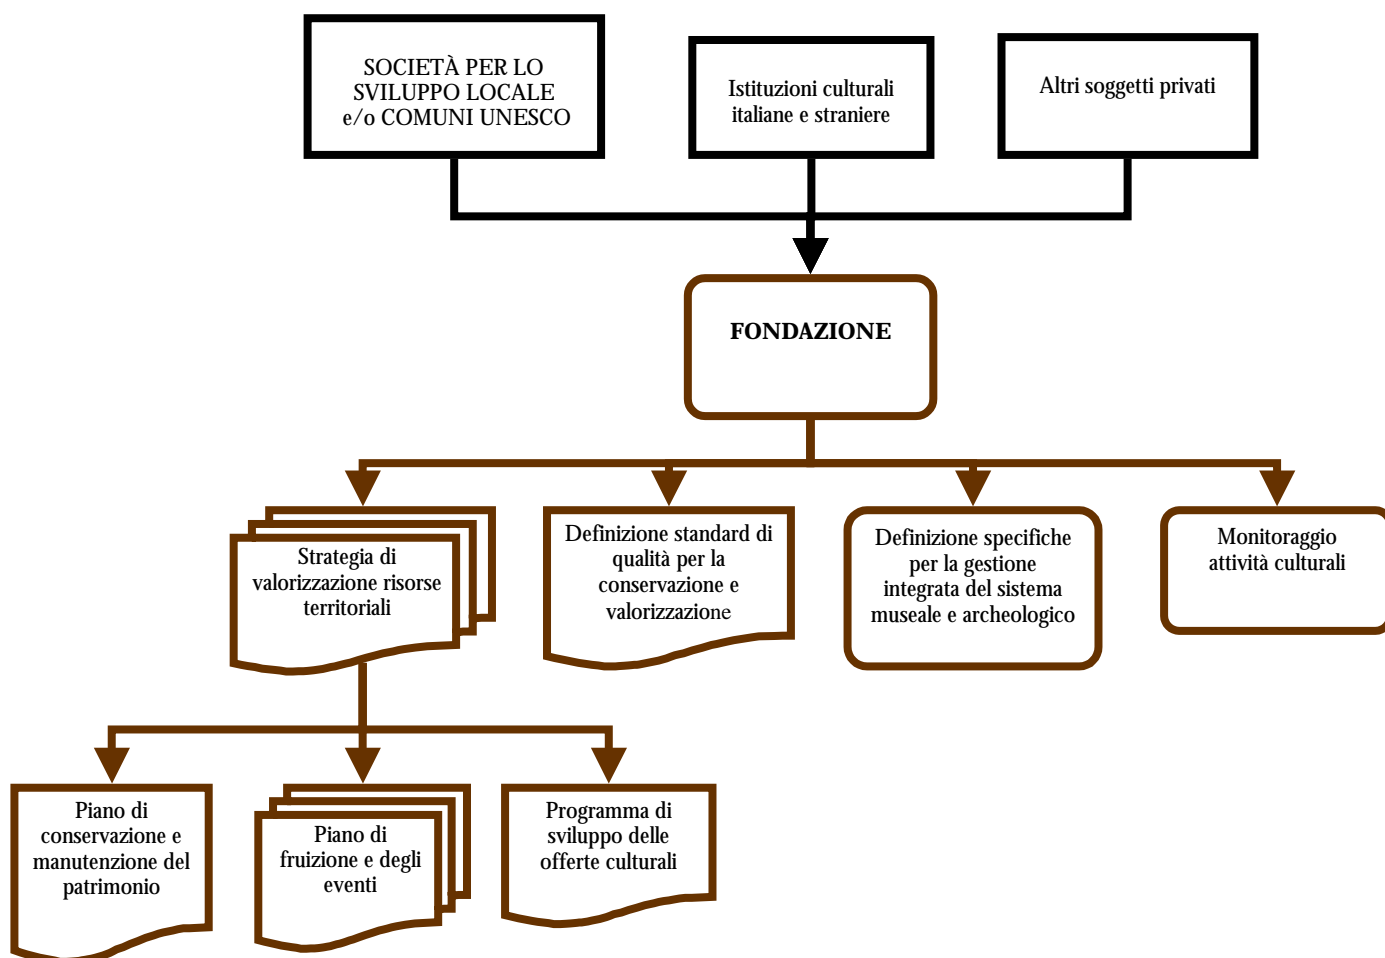 SOCIETÀ PER LO
SVILUPPO LOCALE
e/o COMUNI UNESCO
Istituzioni culturali
italiane e straniere
Altri soggetti privati
FONDAZIONE
Strategia di
valorizzazione risorse
territoriali
Definizione standard di
qualità per la
conservazione e
valorizzazione
Definizione specifiche
per la gestione
integrata del sistema
museale e archeologico
Monitoraggio
attività culturali
Piano di
conservazione e
manutenzione del
patrimonio
Piano di
fruizione e degli
eventi
Programma di
sviluppo delle
offerte culturali